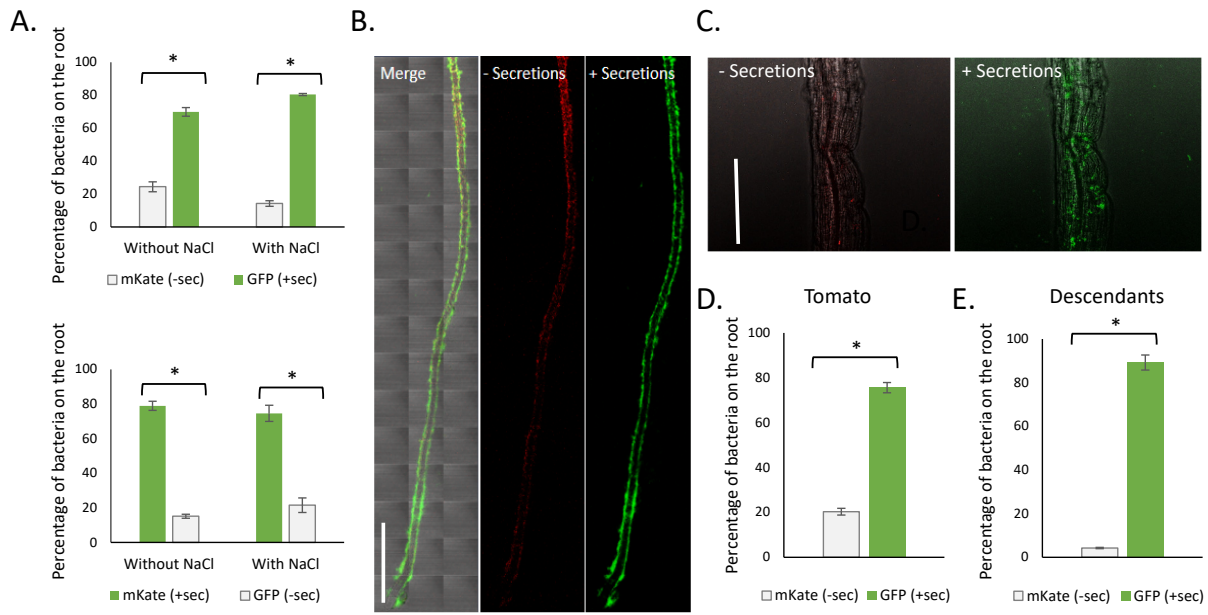 A.
Percentage of bacteria on the root
100
80
60
40
20
0
*
*
Without NaCl
With NaCl
mKate (-sec)
GFP (+sec)
Percentage of bacteria on the root
100
80
60
40
20
0
*
*
Without NaCl
With NaCl
mKate (+sec)
GFP (-sec)
B.
Merge
- Secretions
+ Secretions
C.
- Secretions
D.
+ Secretions
D.
Tomato
Percentage of bacteria on the root
100
80
60
40
20
0
*
mKate (-sec)
GFP (+sec)
E.
Descendants
Percentage of bacteria on the root
100
80
60
40
20
0
*
mKate (-sec)
GFP (+sec)